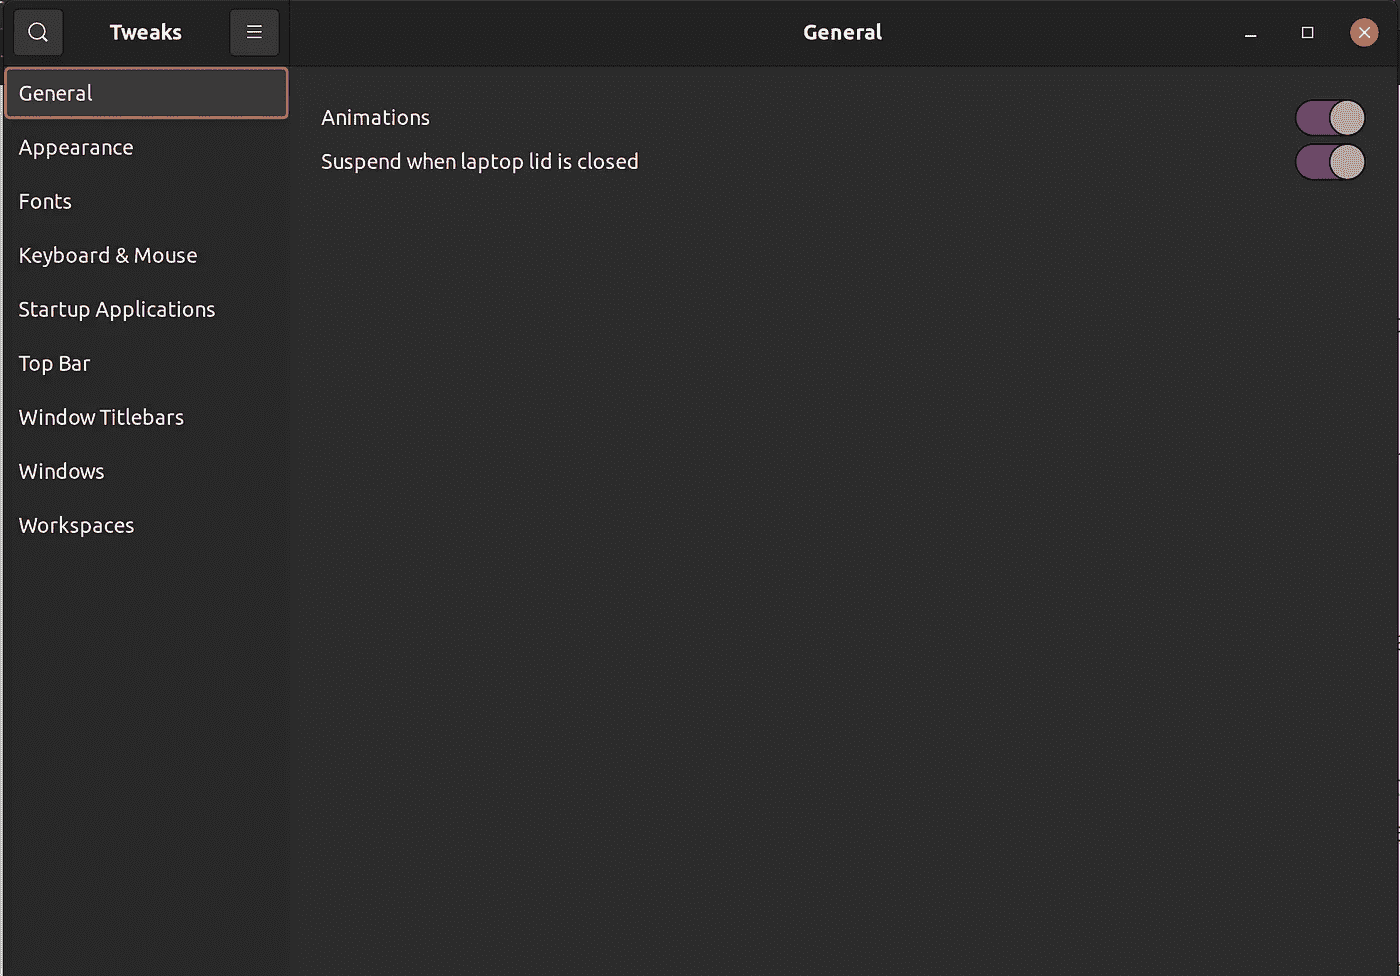 Tweaks
General
General
Appearance
Fonts
Keyboard & Mouse
Startup Applications
Top Bar
Window Titlebars
Windows
Workspaces
Animations
Suspend when laptop lid is closed